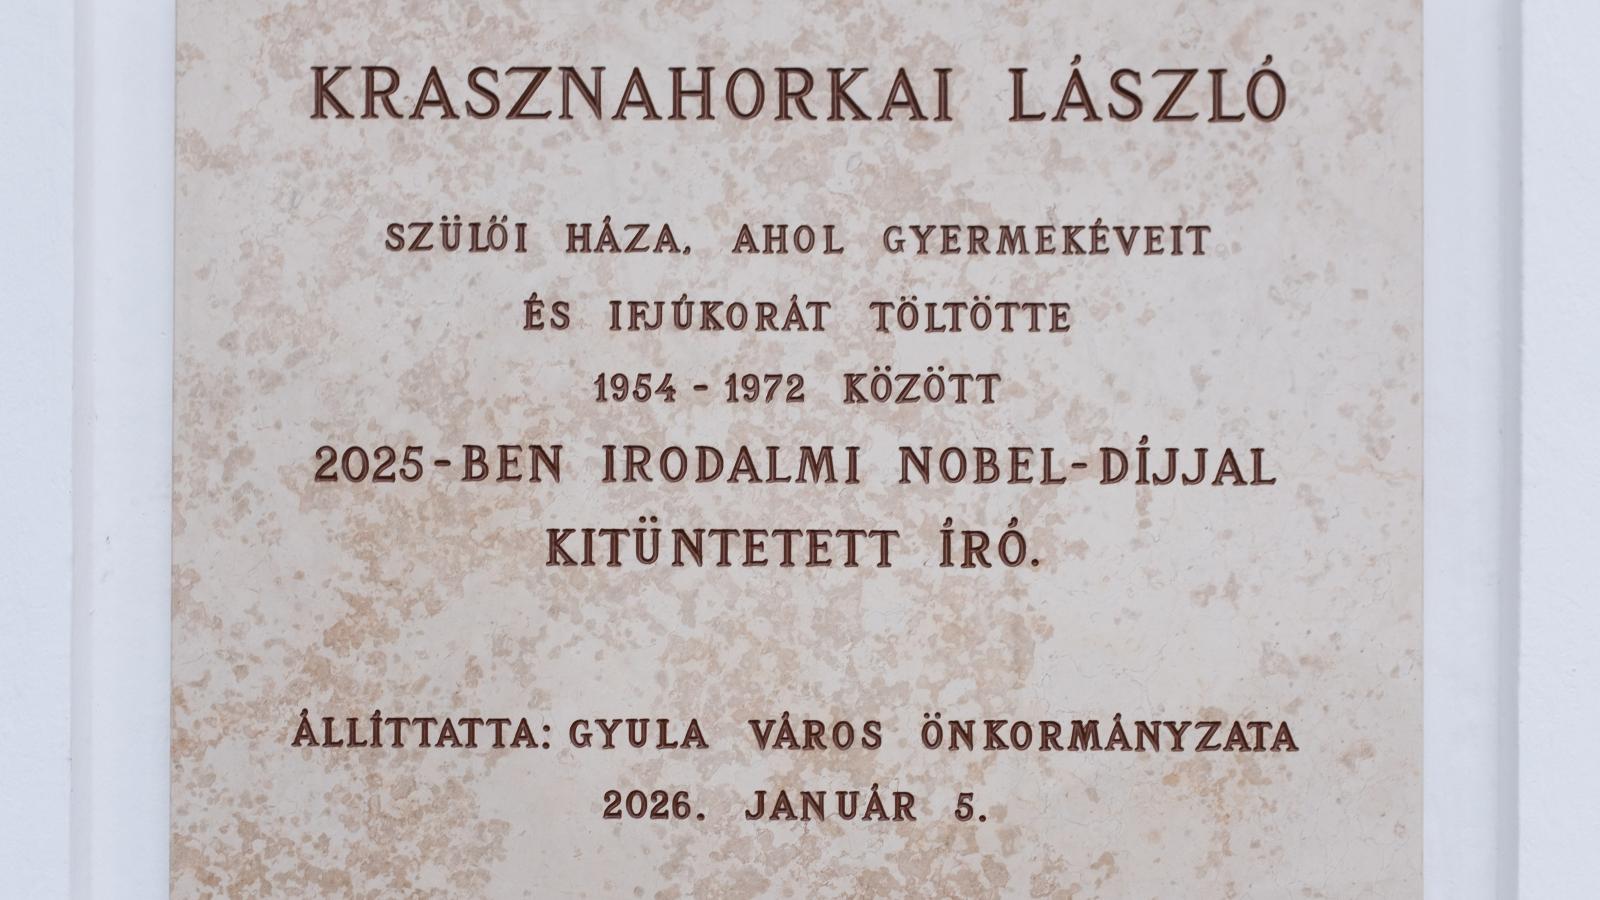 KRASZNAHORKAI LÁSZLÓ
SZÜLŐI HÁZA, AHOL GYERMEKÉVEIT
ÉS IFJÚKORÁT TÖLTÖTTE
1954 - 1972 KÖZÖTT
2025-BEN IRODALMI NOBEL-DÍJJAL
KITÜNTETETT ÍRÓ.
ÁLLÍTTATTA: GYULA VÁROS ÖNKORMÁNYZATA
2026. JANUÁR 5.